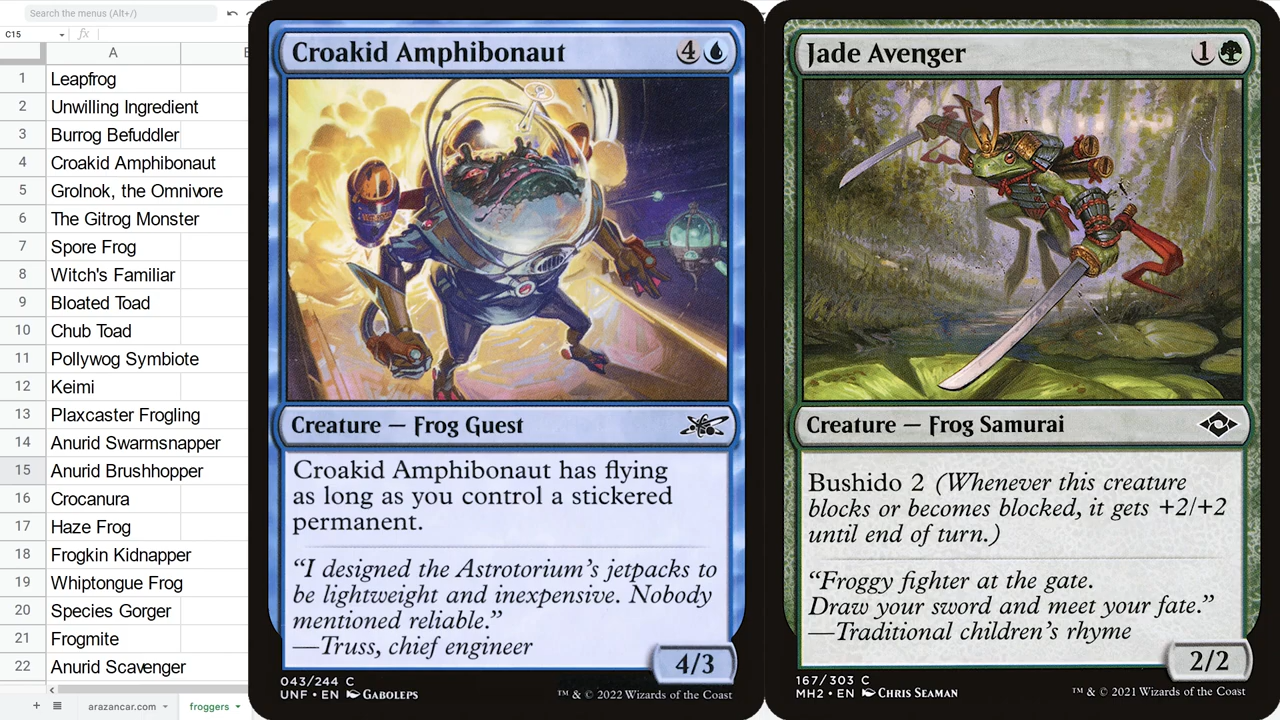 Search the menus (Alt+/)
C15
fx
A
1 Leapfrog
2 Unwilling Ingredient
3 Burrog Befuddler
4 Croakid Amphibonaut
5 Grolnok, the Omnivore
6 The Gitrog Monster
7 Spore Frog
8 Witch's Familiar
9 Bloated Toad
10 Chub Toad
11 Pollywog Symbiote
12 Keimi
13 Plaxcaster Frogling
14 Anurid Swarmsnapper
15 Anurid Brushhopper
16 Crocanura
17 Haze Frog
18 Frogkin Kidnapper
19 Whiptongue Frog
20 Species Gorger
21 Frogmite
22 Anurid Scavenger
arazancar.com
froggers
Croakid Amphibonaut 4
Creature — Frog Guest
Croakid Amphibonaut has flying
as long as you control a stickered
permanent.
“I designed the Astrotorium’s jetpacks to
be lightweight and inexpensive. Nobody
mentioned reliable.”
—Truss, chief engineer
4/3
043/244 C
UNF • EN Gaboleps
™ & © 2022 Wizards of the Coast
Jade Avenger 1
Creature — Frog Samurai
Bushido 2 (Whenever this creature
blocks or becomes blocked, it gets +2/+2
until end of turn.)
“Froggy fighter at the gate.
Draw your sword and meet your fate.”
—Traditional children’s rhyme
2/2
167/303 C
MH2 • EN Chris Seaman
™ & © 2021 Wizards of the Coast